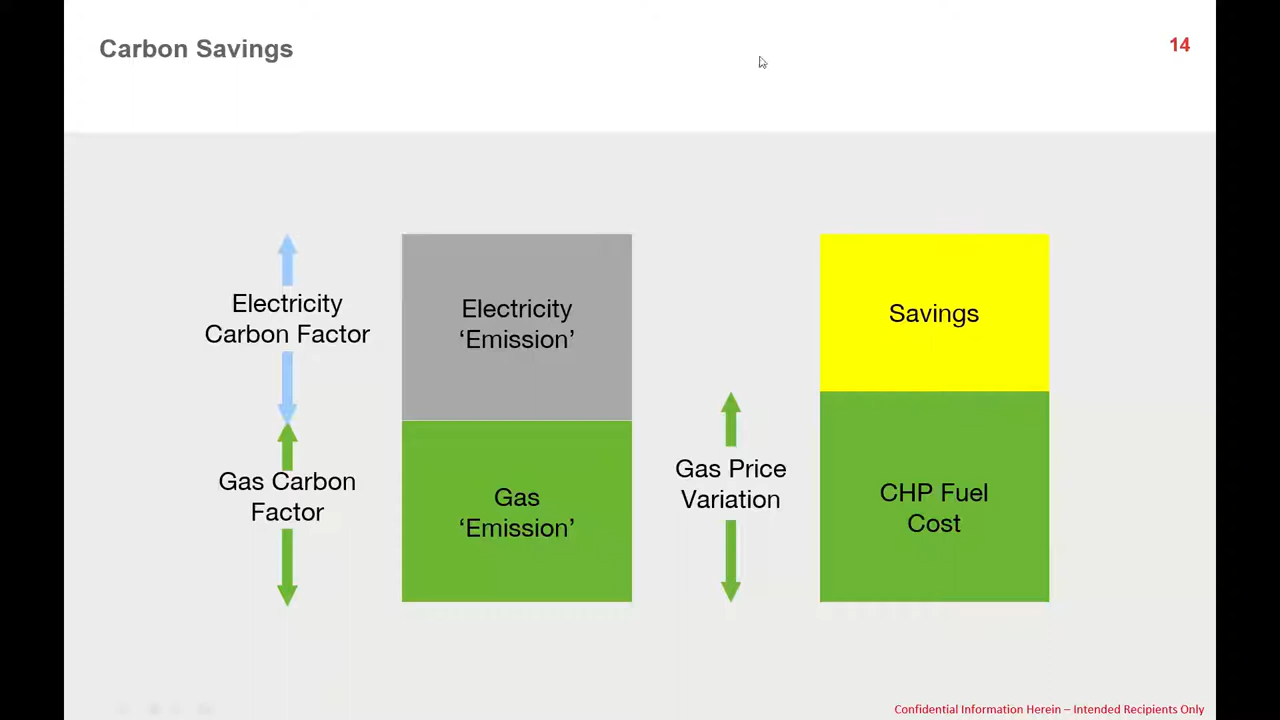 Carbon Savings
14
Electricity
Carbon Factor
Electricity
‘Emission’
Savings
Gas Carbon
Factor
Gas
‘Emission’
Gas Price
Variation
CHP Fuel
Cost
Confidential Information Herein – Intended Recipients Only